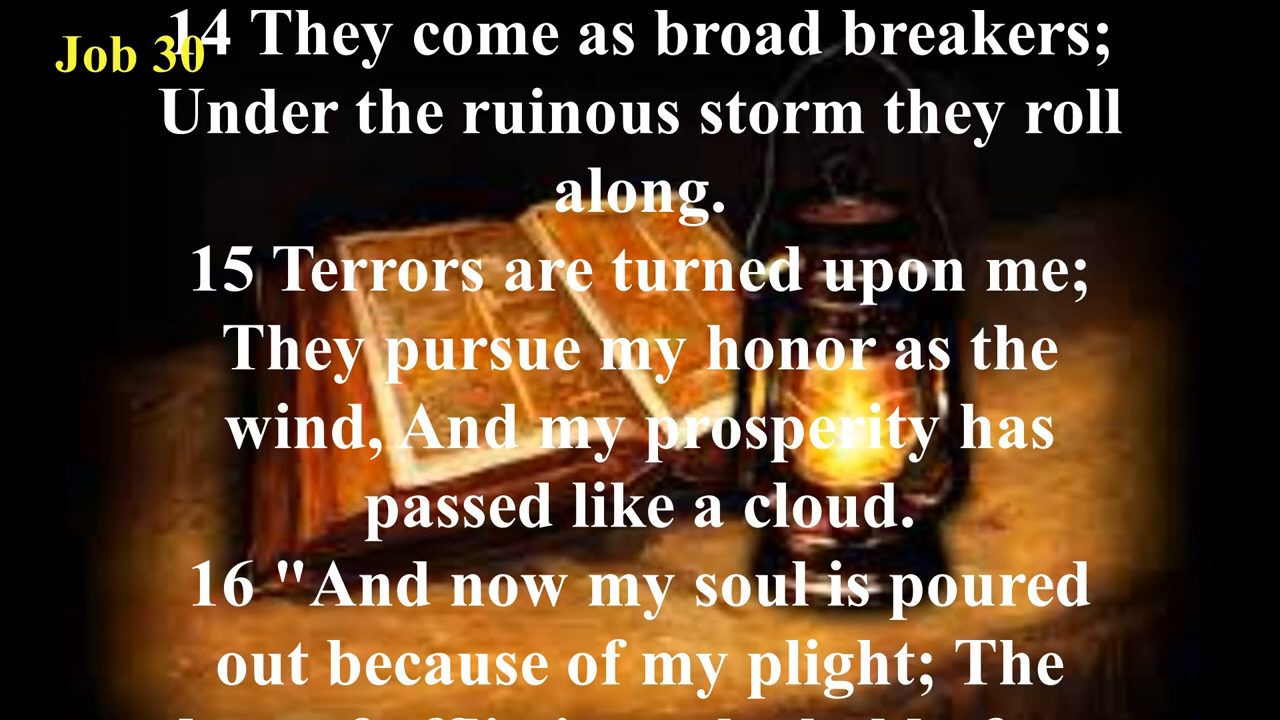 Job 30
14 They come as broad breakers;
Under the ruinous storm they roll
along.
15 Terrors are turned upon me;
They pursue my honor as the
wind, And my prosperity has
passed like a cloud.
16 "And now my soul is poured
out because of my plight; The